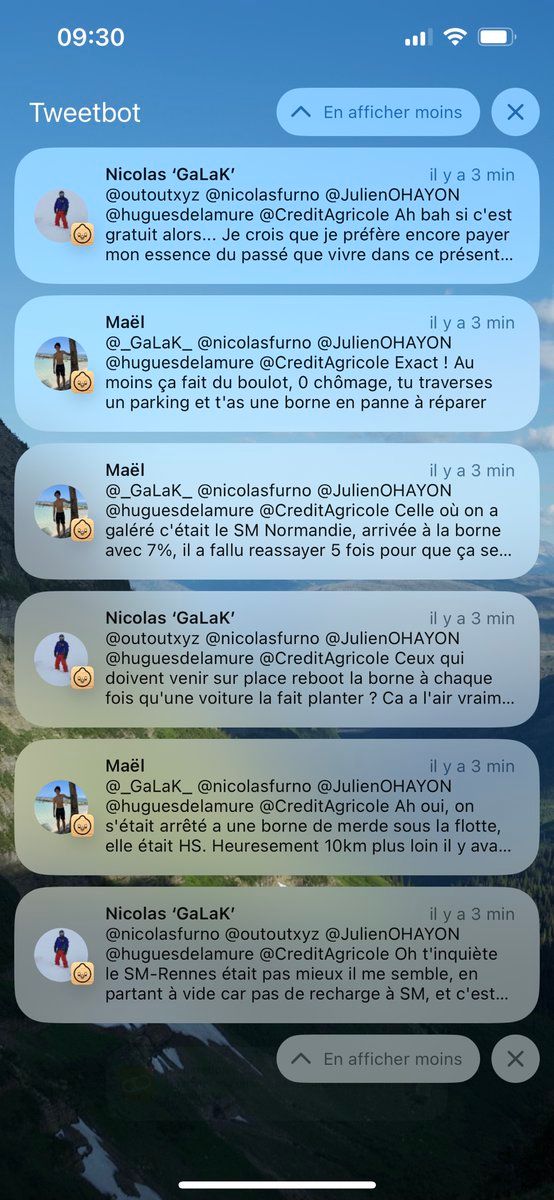 09:30
Tweetbot
En afficher moins
Nicolas ‘GaLaK’
il y a 3 min
@outoutxyz @nicolasfurno @JulienOHAYON
@huguesdelamure @CreditAgricole Ah bah si c'est
gratuit alors... Je crois que je préfère encore payer
mon essence du passé que vivre dans ce présent...
Maël
il y a 3 min
@_GaLaK_ @nicolasfurno @JulienOHAYON
@huguesdelamure @CreditAgricole Exact ! Au
moins ça fait du boulot, 0 chômage, tu traverses
un parking et t'as une borne en panne à réparer
Maël
il y a 3 min
@_GaLaK_ @nicolasfurno @JulienOHAYON
@huguesdelamure @CreditAgricole Celle où on a
galéré c'était le SM Normandie, arrivée à la borne
avec 7%, il a fallu reassayer 5 fois pour que ça se...
Nicolas ‘GaLaK’
il y a 3 min
@outoutxyz @nicolasfurno @JulienOHAYON
@huguesdelamure @CreditAgricole Ceux qui
doivent venir sur place reboot la borne à chaque
fois qu'une voiture la fait planter ? Ca a l'air vraim...
Maël
il y a 3 min
@_GaLaK_ @nicolasfurno @JulienOHAYON
@huguesdelamure @CreditAgricole Ah oui, on
s'était arrêté a une borne de merde sous la flotte,
elle était HS. Heuresement 10km plus loin il y ava...
Nicolas ‘GaLaK’
il y a 3 min
@nicolasfurno @outoutxyz @JulienOHAYON
@huguesdelamure @CreditAgricole Oh t'inquiète
le SM-Rennes était pas mieux il me semble, en
partant à vide car pas de recharge à SM, et c'est...
En afficher moins